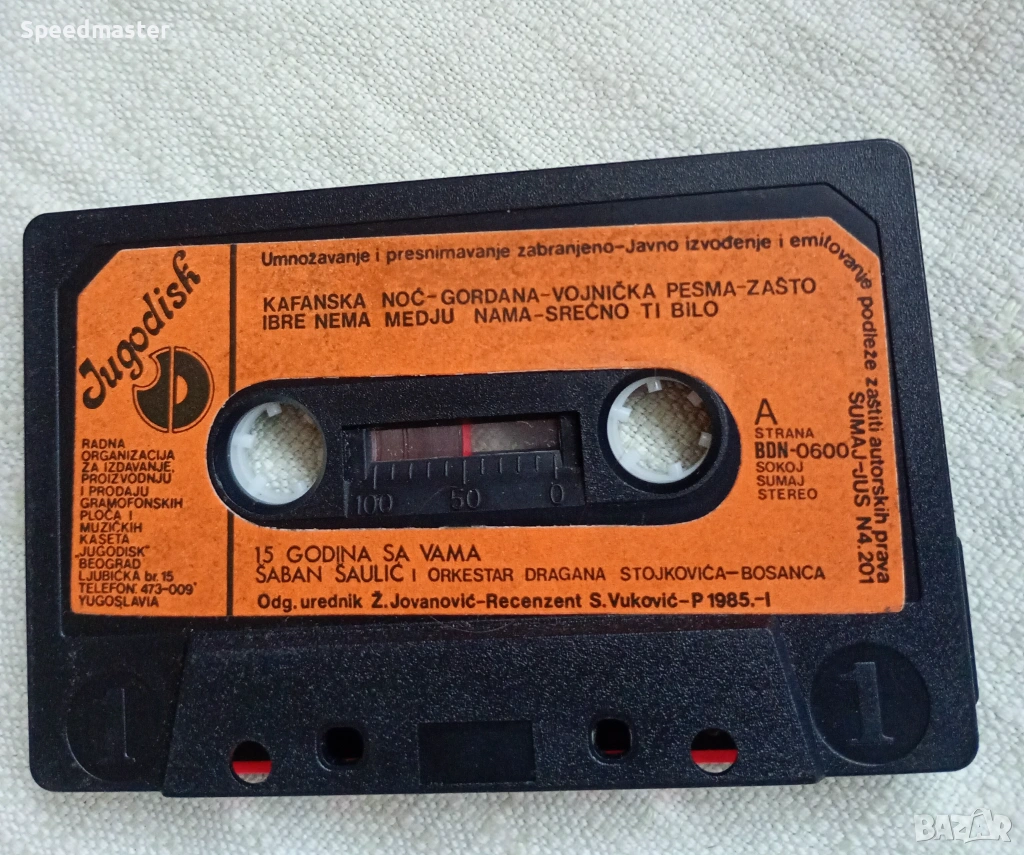 Speedmaster
Jugodisk
Umnožavanje i presnimavanje zabranjeno-Javno izvođenje i emitovanje podleže zaštiti autorskih prava
SUMAJ-JUS N4.201
KAFANSKA NOĆ-GORDANA-VOJNIČKA PESMA-ZAŠTO
IBRE NEMA MEDJU NAMA-SREĆNO TI BILO
RADNA
ORGANIZACIJA
ZA IZDAVANJE,
PROIZVODNJU
I PRODAJU
GRAMOFONSKIH
PLOČA I
MUZIČKIH
KASETA
„JUGODISK"
BEOGRAD
LJUBIČKA br. 15
TELEFON: 473-009
YUGOSLAVIA
100 50 0
A
STRANA
BDN-0600
SOKOJ
SUMAJ
STEREO
15 GODINA SA VAMA
ŠABAN ŠAULIĆ I ORKESTAR DRAGANA STOJKOVIĆA-BOSANCA
Odg. urednik Ž. Jovanović-Recenzent S. Vuković-P 1985.-I
1 1
BAZAR